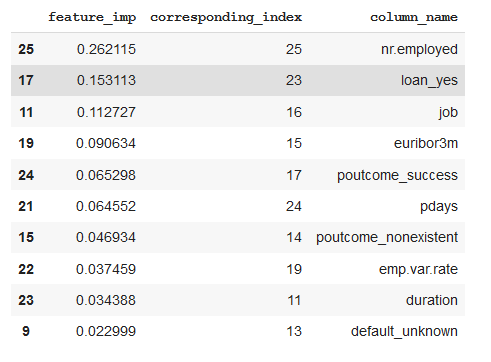 feature_imp corresponding_index column_name
25 0.262115 25 nr.employed
17 0.153113 23 loan_yes
11 0.112727 16 job
19 0.090634 15 euribor3m
24 0.065298 17 poutcome_success
21 0.064552 24 pdays
15 0.046934 14 poutcome_nonexistent
22 0.037459 19 emp.var.rate
23 0.034388 11 duration
9 0.022999 13 default_unknown